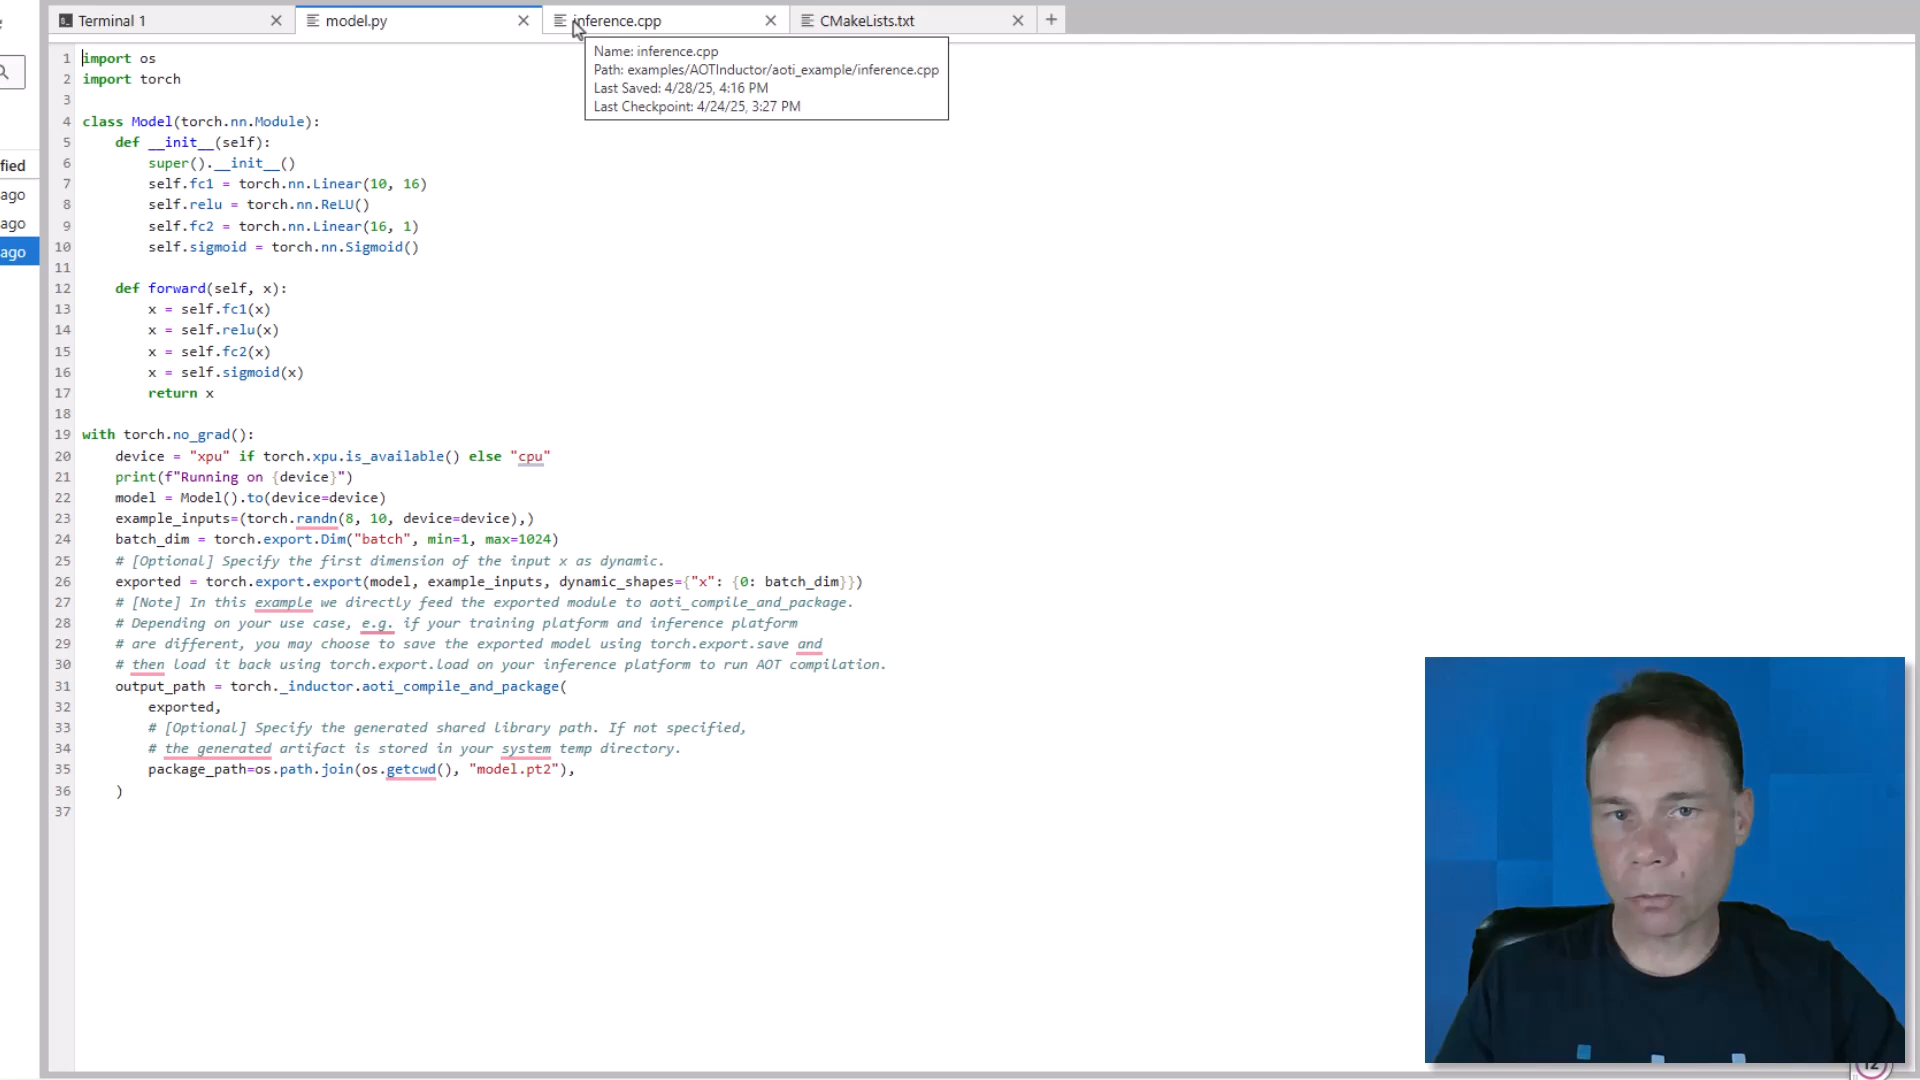 Terminal 1
model.py
inference.cpp
CMakeLists.txt
Name: inference.cpp
Path: examples/AOTInductor/aoti_example/inference.cpp
Last Saved: 4/28/25, 4:16 PM
Last Checkpoint: 4/24/25, 3:27 PM
fied
ago
ago
ago
1 import os
2 import torch
3
4 class Model(torch.nn.Module):
5 def __init__(self):
6 super().__init__()
7 self.fc1 = torch.nn.Linear(10, 16)
8 self.relu = torch.nn.ReLU()
9 self.fc2 = torch.nn.Linear(16, 1)
10 self.sigmoid = torch.nn.Sigmoid()
11
12 def forward(self, x):
13 x = self.fc1(x)
14 x = self.relu(x)
15 x = self.fc2(x)
16 x = self.sigmoid(x)
17 return x
18
19 with torch.no_grad():
20 device = "xpu" if torch.xpu.is_available() else "cpu"
21 print(f"Running on {device}")
22 model = Model().to(device=device)
23 example_inputs=(torch.randn(8, 10, device=device),)
24 batch_dim = torch.export.Dim("batch", min=1, max=1024)
25 # [Optional] Specify the first dimension of the input x as dynamic.
26 exported = torch.export.export(model, example_inputs, dynamic_shapes={"x": {0: batch_dim}})
27 # [Note] In this example we directly feed the exported module to aoti_compile_and_package.
28 # Depending on your use case, e.g. if your training platform and inference platform
29 # are different, you may choose to save the exported model using torch.export.save and
30 # then load it back using torch.export.load on your inference platform to run AOT compilation.
31 output_path = torch._inductor.aoti_compile_and_package(
32 exported,
33 # [Optional] Specify the generated shared library path. If not specified,
34 # the generated artifact is stored in your system temp directory.
35 package_path=os.path.join(os.getcwd(), "model.pt2"),
36 )
37